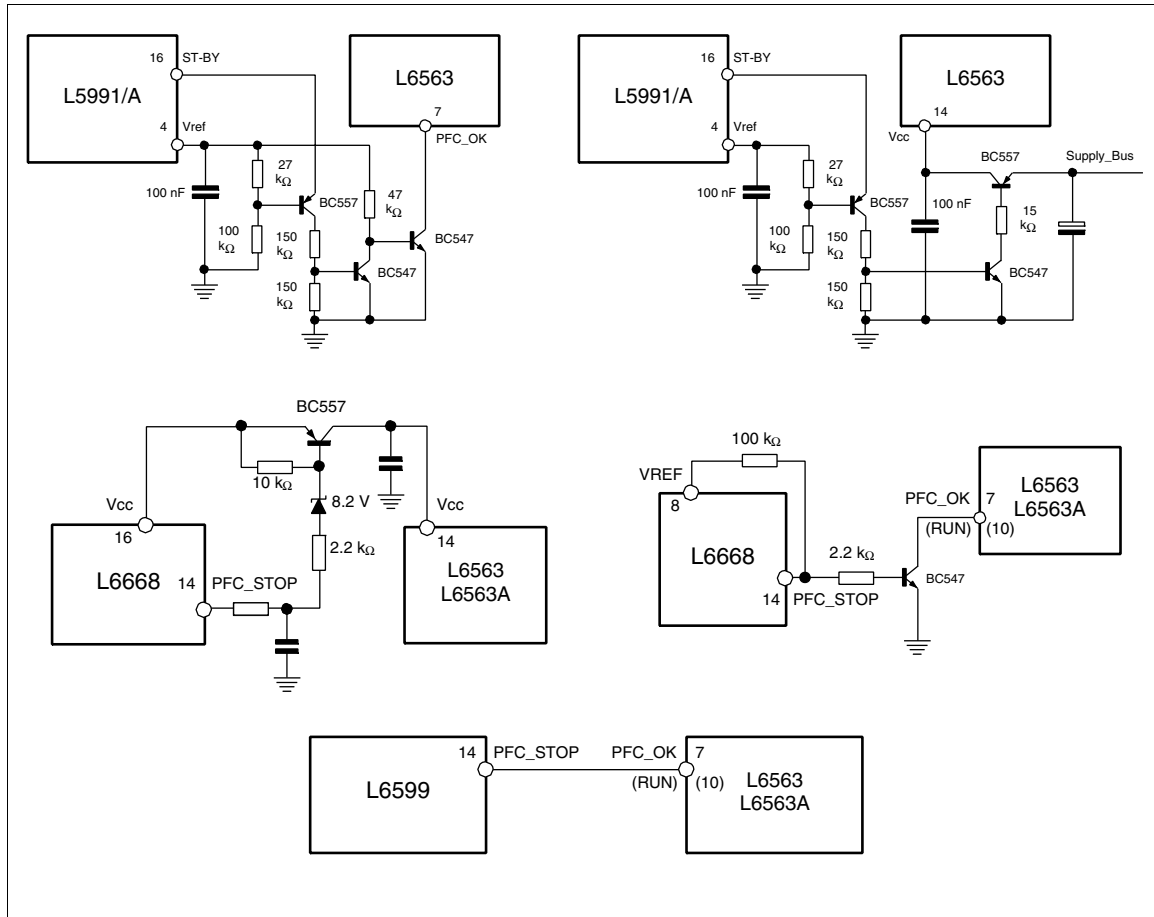 16
ST-BY
L5991/A
4
Vref
L6563
7
PFC_OK
100 nF
27
kΩ
100
kΩ
BC557
47
kΩ
150
kΩ
150
kΩ
BC547
BC547
16
ST-BY
L5991/A
4
Vref
L6563
14
Vcc
BC557
Supply_Bus
100 nF
27
kΩ
100
kΩ
BC557
100 nF
15
kΩ
150
kΩ
150
kΩ
BC547
BC557
10 kΩ
8.2 V
2.2 kΩ
Vcc
16
L6668
14
PFC_STOP
Vcc
14
L6563
L6563A
100 kΩ
VREF
8
L6668
14
PFC_STOP
2.2 kΩ
BC547
PFC_OK
(RUN)
7
(10)
L6563
L6563A
L6599
14
PFC_STOP
PFC_OK
(RUN)
7
(10)
L6563
L6563A